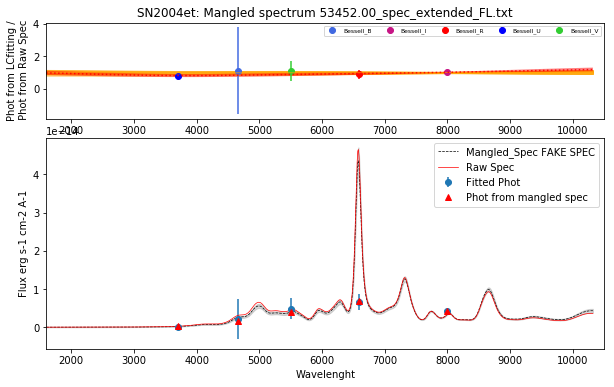 SN2004et: Mangled spectrum 53452.00_spec_extended_FL.txt
Phot from LCfitting /
Phot from Raw Spec
4
2
0
Bessell_B
Bessell_I
Bessell_R
Bessell_U
Bessell_V
2000
3000
4000
5000
6000
7000
8000
9000
10000
1e−14
Flux erg s-1 cm-2 A-1
4
3
2
1
0
Mangled_Spec FAKE SPEC
Raw Spec
Fitted Phot
Phot from mangled spec
2000
3000
4000
5000
6000
7000
8000
9000
10000
Wavelenght